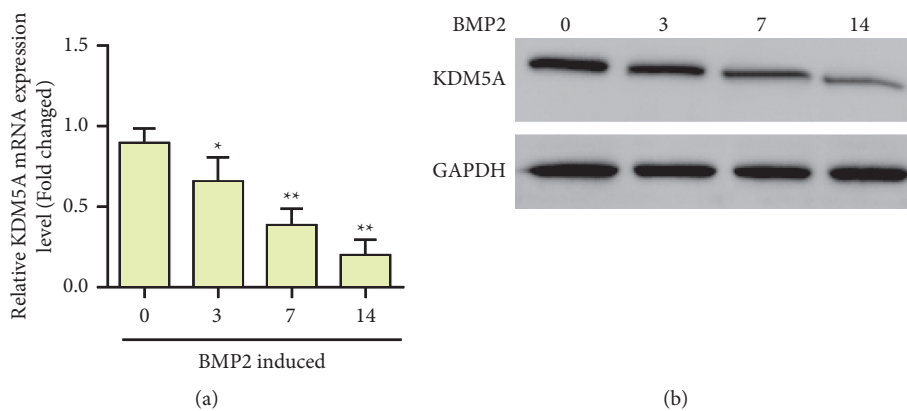 Relative KDM5A mRNA expression
level (Fold changed)
1.5
1.0
0.5
0.0
*
**
**
0 3 7 14
BMP2 induced
(a)
BMP2 0 3 7 14
KDM5A
GAPDH
(b)